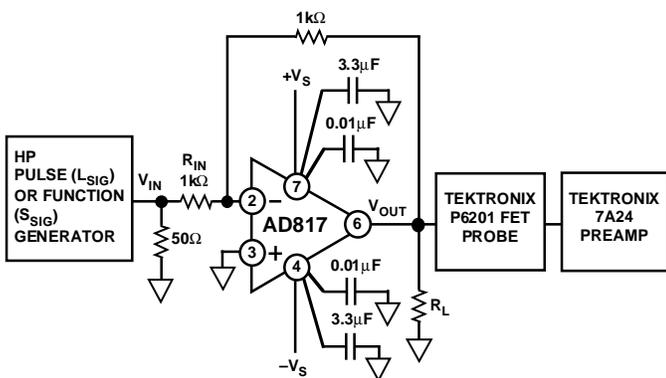 1kΩ
3.3μF
+VS
0.01μF
HP
PULSE (LSIG)
OR FUNCTION
(SSIG)
GENERATOR
VIN
RIN
1kΩ
50Ω
2
−
3
+
7
AD817
4
6
VOUT
TEKTRONIX
P6201 FET
PROBE
TEKTRONIX
7A24
PREAMP
0.01μF
3.3μF
RL
−VS